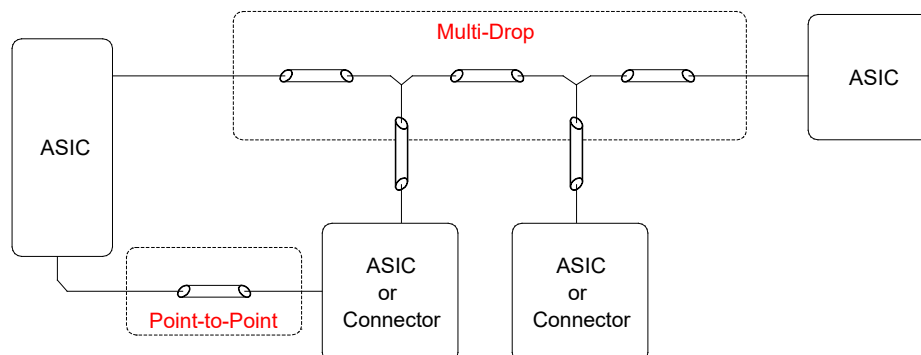 Multi-Drop
ASIC
ASIC
ASIC
or
Connector
ASIC
or
Connector
Point-to-Point